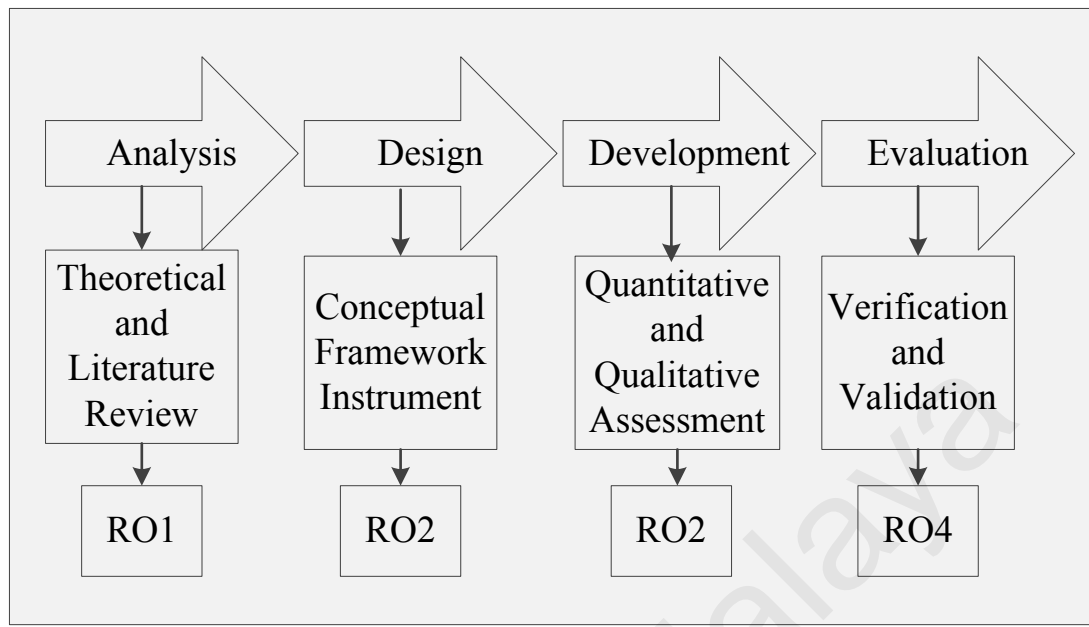 Analysis
Design
Development
Evaluation
Theoretical
and
Literature
Review
Conceptual
Framework
Instrument
Quantitative
and
Qualitative
Assessment
Verification
and
Validation
RO1
RO2
RO2
RO4